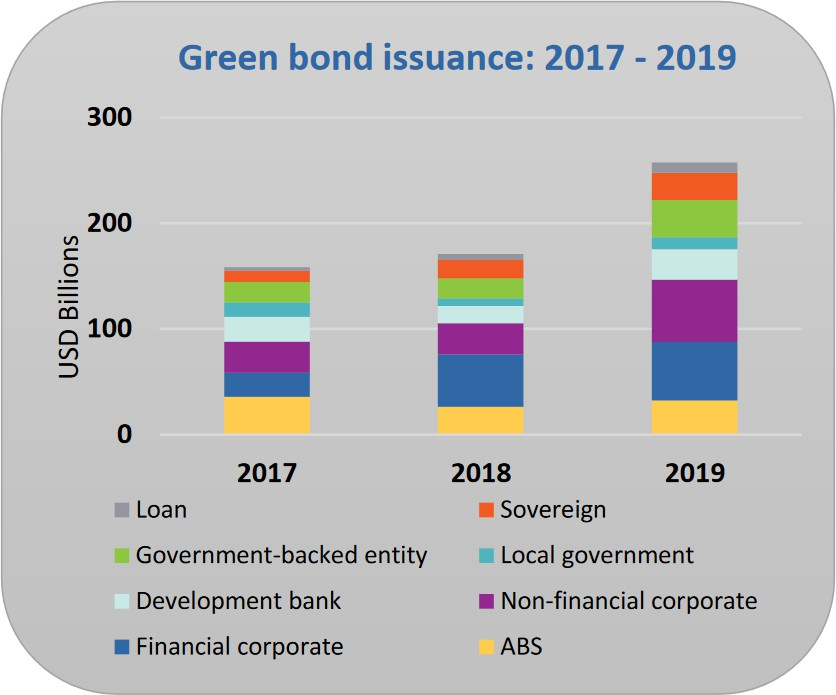 Green bond issuance: 2017 - 2019
USD Billions
300
200
100
0
2017 2018 2019
Loan Sovereign
Government-backed entity Local government
Development bank Non-financial corporate
Financial corporate ABS